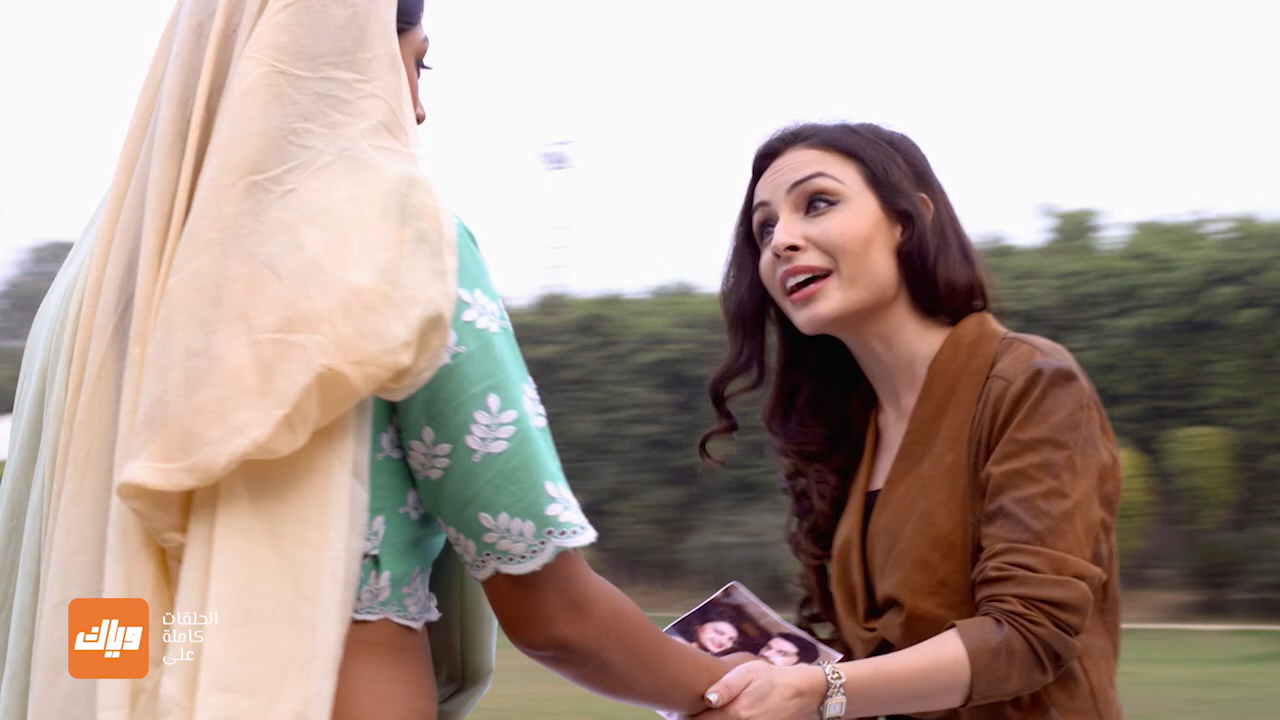 وياك
الحلقات
كاملة
على